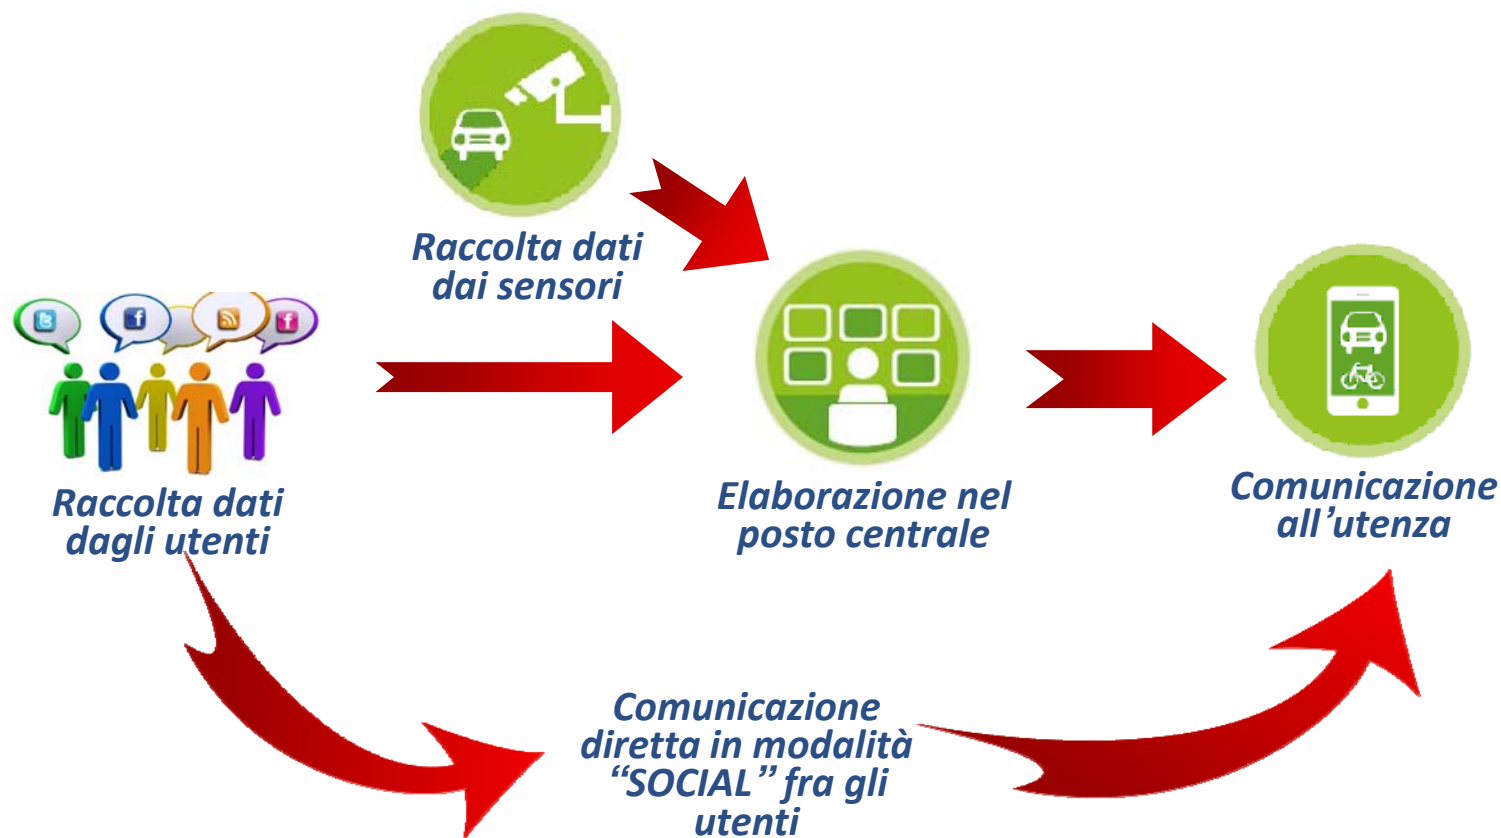 Raccolta dati
dai sensori
Raccolta dati
dagli utenti
Elaborazione nel
posto centrale
Comunicazione
all’utenza
Comunicazione
diretta in modalità
“SOCIAL” fra gli
utenti